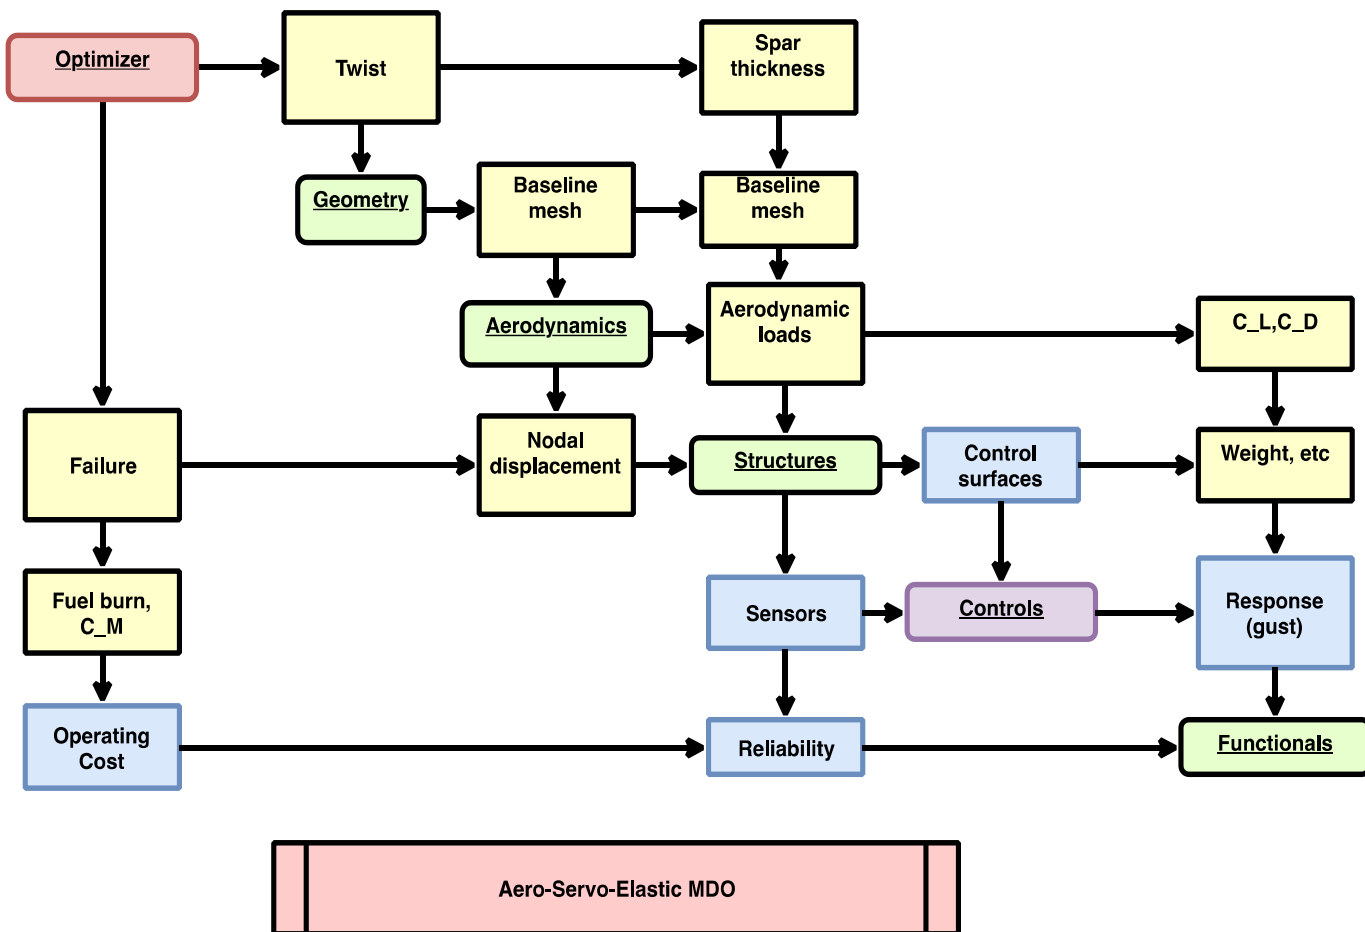 Optimizer
Twist
Spar
thickness
Geometry
Baseline
mesh
Baseline
mesh
Aerodynamics
Aerodynamic
loads
C_L,C_D
Failure
Nodal
displacement
Structures
Control
surfaces
Weight, etc
Fuel burn,
C_M
Sensors
Controls
Response
(gust)
Operating
Cost
Reliability
Functionals
Aero-Servo-Elastic MDO